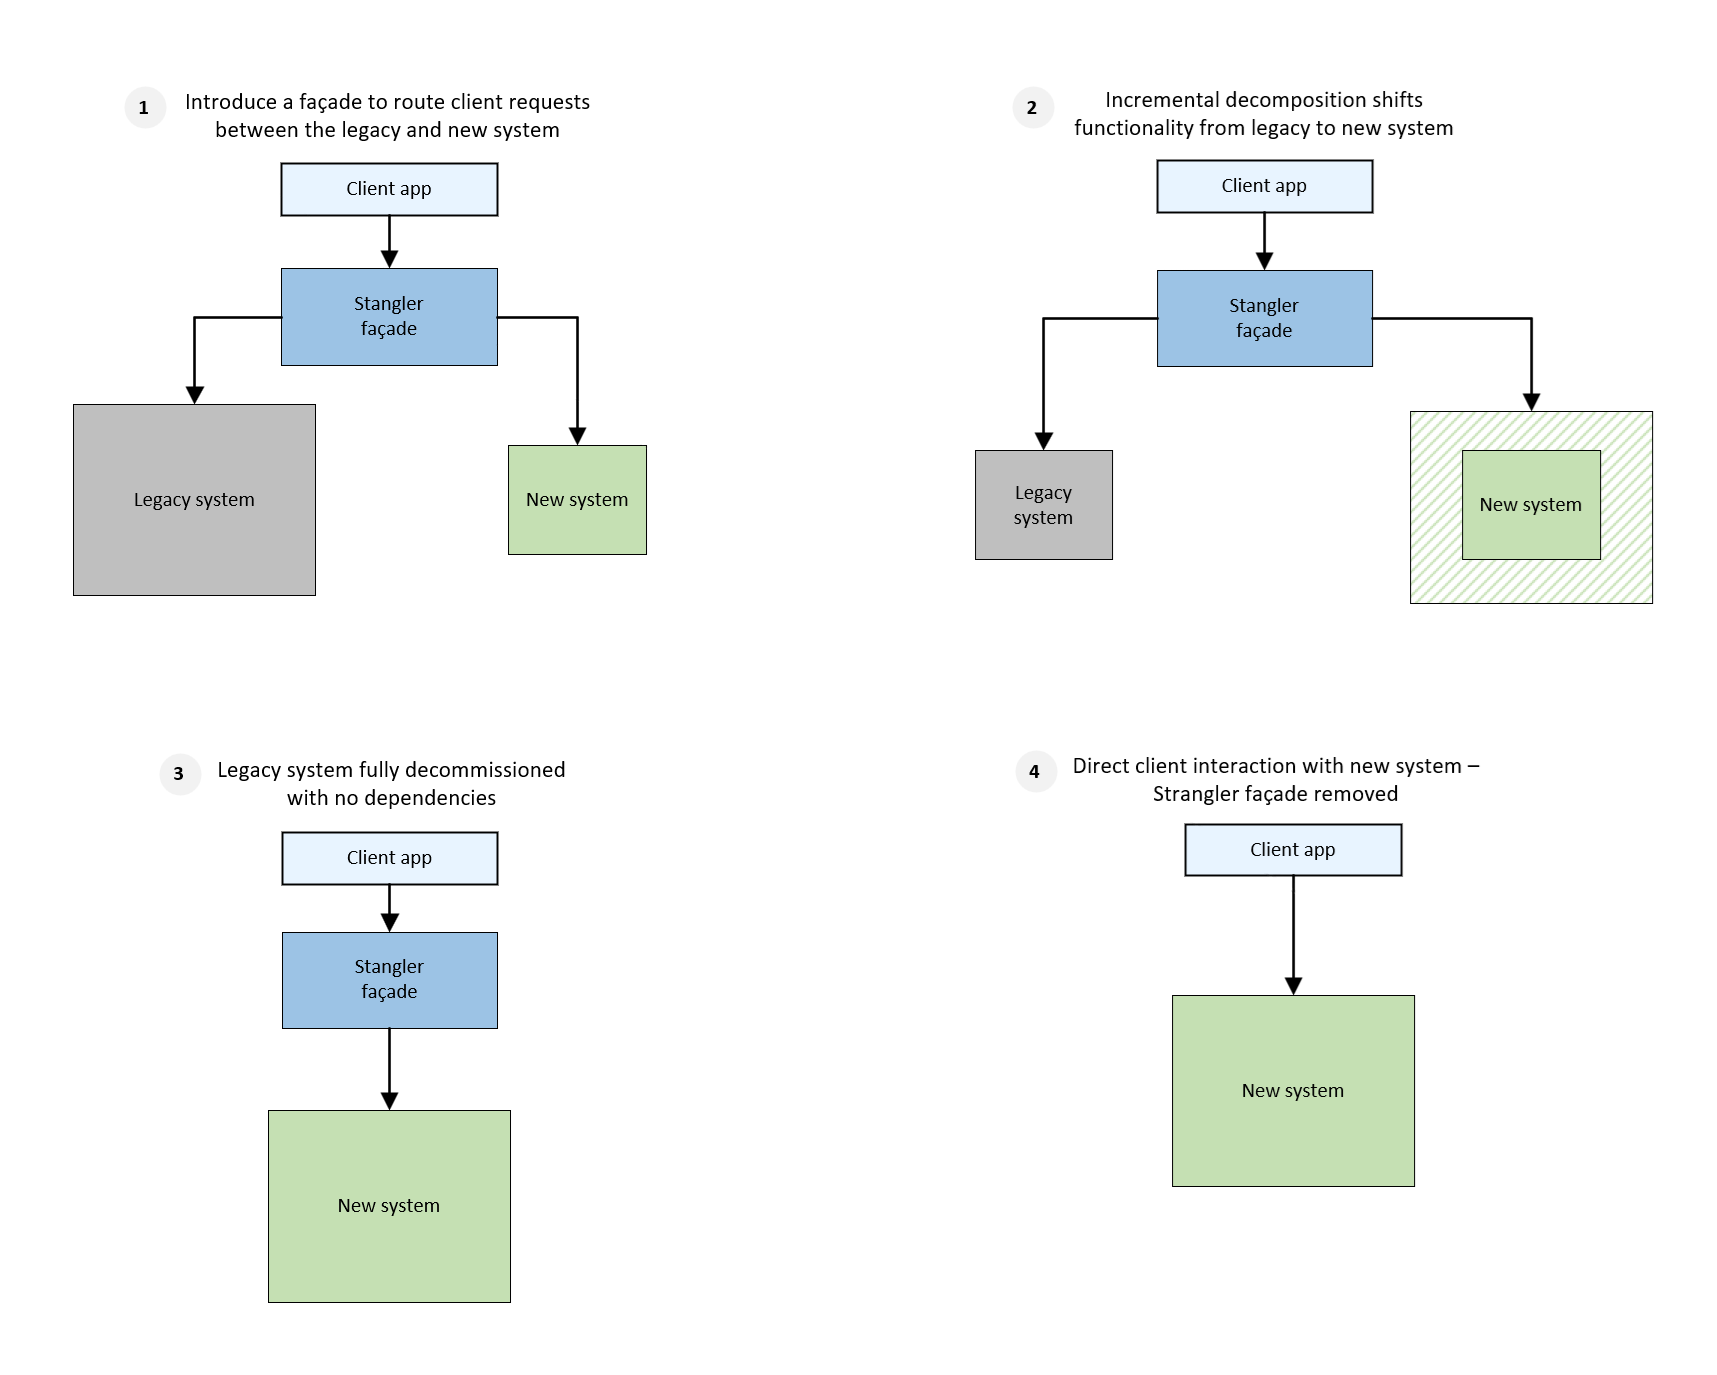 1
Introduce a façade to route client requests
between the legacy and new system
Client app
Stangler
façade
Legacy system
New system
2
Incremental decomposition shifts
functionality from legacy to new system
Client app
Stangler
façade
Legacy
system
New system
3
Legacy system fully decommissioned
with no dependencies
Client app
Stangler
façade
New system
4
Direct client interaction with new system –
Strangler façade removed
Client app
New system